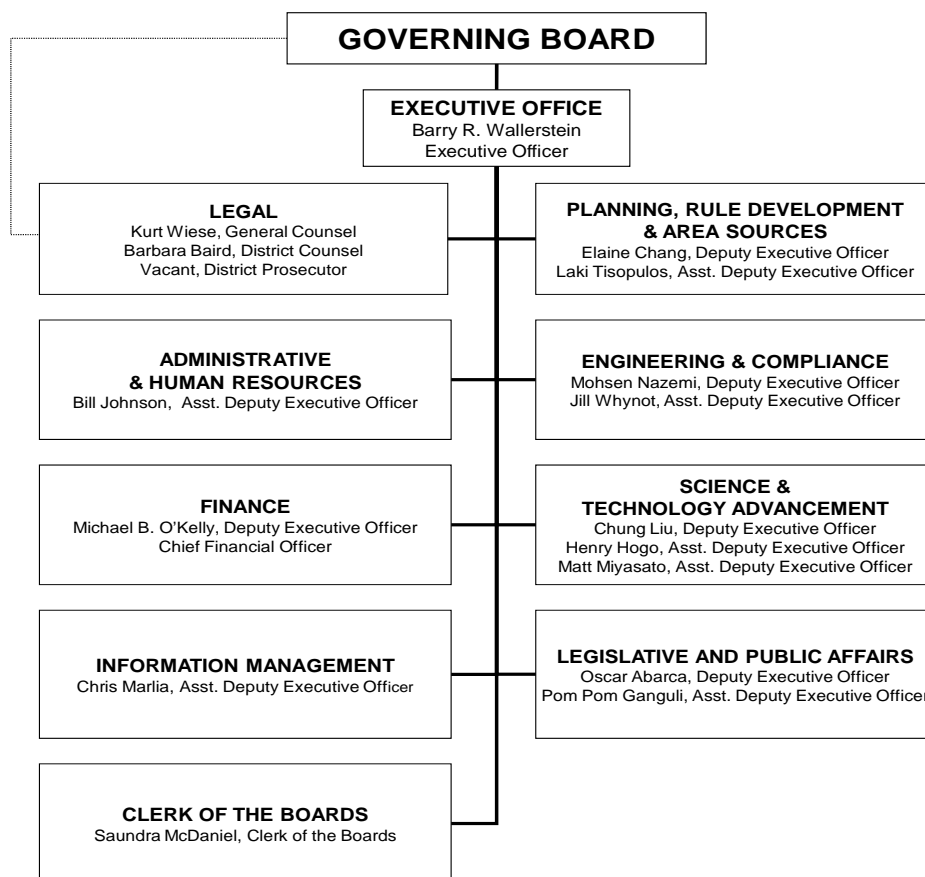 GOVERNING BOARD
EXECUTIVE OFFICE
Barry R. Wallerstein
Executive Officer
LEGAL
Kurt Wiese, General Counsel
Barbara Baird, District Counsel
Vacant, District Prosecutor
PLANNING, RULE DEVELOPMENT
& AREA SOURCES
Elaine Chang, Deputy Executive Officer
Laki Tisopulos, Asst. Deputy Executive Officer
ADMINISTRATIVE
& HUMAN RESOURCES
Bill Johnson, Asst. Deputy Executive Officer
ENGINEERING & COMPLIANCE
Mohsen Nazemi, Deputy Executive Officer
Jill Whynot, Asst. Deputy Executive Officer
FINANCE
Michael B. O'Kelly, Deputy Executive Officer
Chief Financial Officer
SCIENCE &
TECHNOLOGY ADVANCEMENT
Chung Liu, Deputy Executive Officer
Henry Hogo, Asst. Deputy Executive Officer
Matt Miyasato, Asst. Deputy Executive Officer
INFORMATION MANAGEMENT
Chris Marlia, Asst. Deputy Executive Officer
LEGISLATIVE AND PUBLIC AFFAIRS
Oscar Abarca, Deputy Executive Officer
Pom Pom Ganguli, Asst. Deputy Executive Officer
CLERK OF THE BOARDS
Saundra McDaniel, Clerk of the Boards